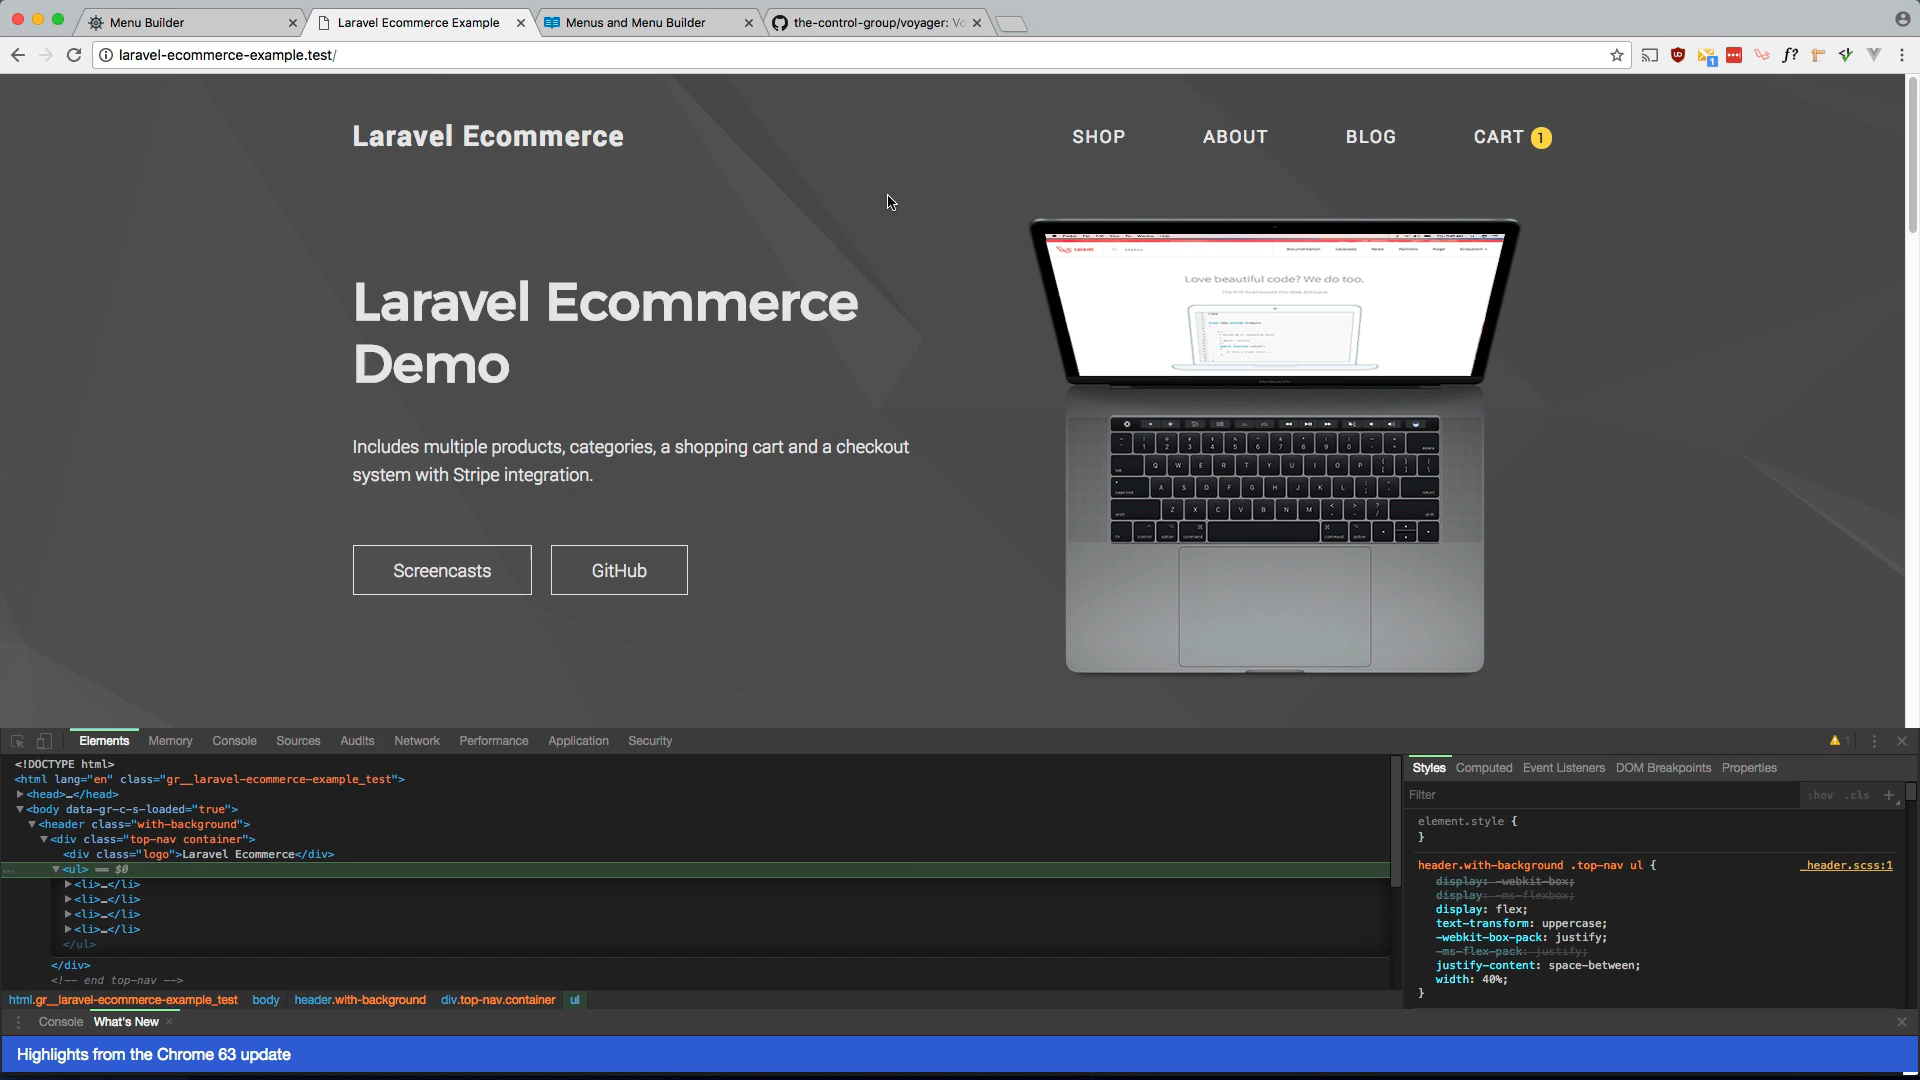 Menu Builder
Laravel Ecommerce Example
Menus and Menu Builder
the-control-group/voyager: Vo
laravel-ecommerce-example.test/
f?
1
Laravel Ecommerce
SHOP ABOUT BLOG CART 1
Love beautiful code? We do too.
Laravel Ecommerce
Demo
Includes multiple products, categories, a shopping cart and a checkout
system with Stripe integration.
Screencasts GitHub
Elements Memory Console Sources Audits Network Performance Application Security
<!DOCTYPE html>
<html lang="en" class="gr__laravel-ecommerce-example_test">
<head>…</head>
<body data-gr-c-s-loaded="true">
<header class="with-background">
<div class="top-nav container">
<div class="logo">Laravel Ecommerce</div>
<ul> == $0
<li>…</li>
<li>…</li>
<li>…</li>
<li>…</li>
</ul>
</div>
<!-- end top-nav -->
html.gr__laravel-ecommerce-example_test body header.with-background div.top-nav.container ul
Styles Computed Event Listeners DOM Breakpoints Properties
Filter :hov .cls +
element.style {
}
header.with-background .top-nav ul { _header.scss:1
display: -webkit-box;
display: -ms-flexbox;
display: flex;
text-transform: uppercase;
-webkit-box-pack: justify;
-ms-flex-pack: justify;
justify-content: space-between;
width: 40%;
}
Console What's New
Highlights from the Chrome 63 update